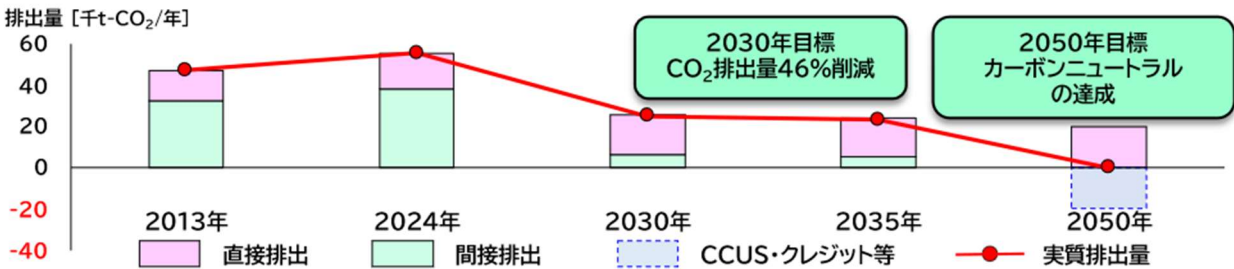 排出量 [千t-CO₂/年]
60
40
20
0
-20
-40
2030年目標
CO₂排出量46%削減
2050年目標
カーボンニュートラル
の達成
2013年
2024年
2030年
2035年
2050年
直接排出
間接排出
CCUS・クレジット等
実質排出量